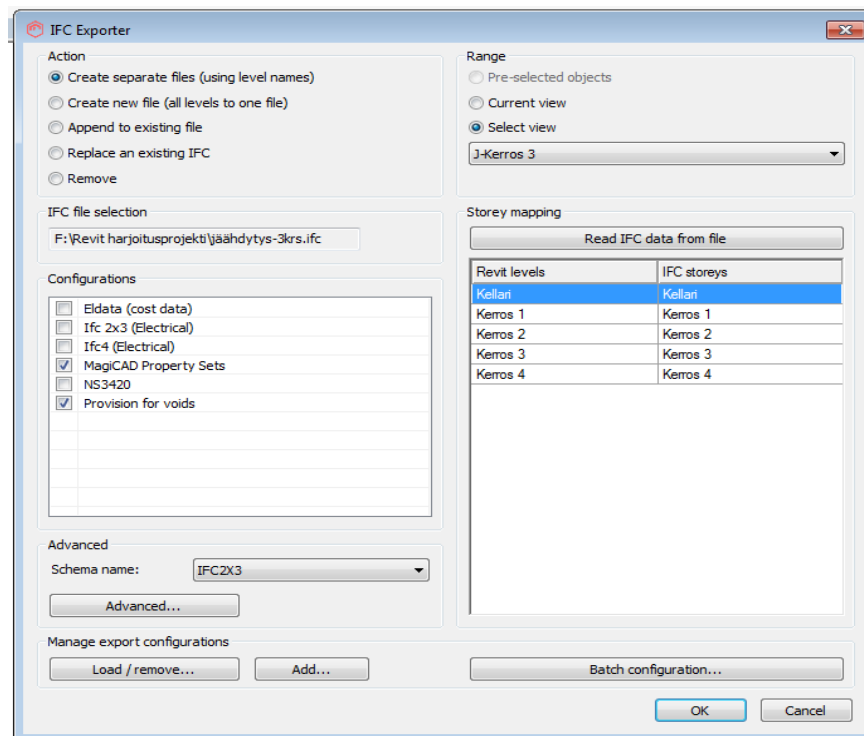 IFC Exporter
Action
Create separate files (using level names)
Create new file (all levels to one file)
Append to existing file
Replace an existing IFC
Remove
Range
Pre-selected objects
Current view
Select view
J-Kerros 3
IFC file selection
F:\Revit harjoitusprojekti\jäähdytys-3krs.ifc
Configurations
Eldata (cost data)
Ifc 2x3 (Electrical)
Ifc4 (Electrical)
MagiCAD Property Sets
NS3420
Provision for voids
Storey mapping
Read IFC data from file
Revit levels IFC storeys
Kellari Kellari
Kerros 1 Kerros 1
Kerros 2 Kerros 2
Kerros 3 Kerros 3
Kerros 4 Kerros 4
Advanced
Schema name: IFC2X3
Advanced...
Manage export configurations
Load / remove... Add... Batch configuration...
OK Cancel